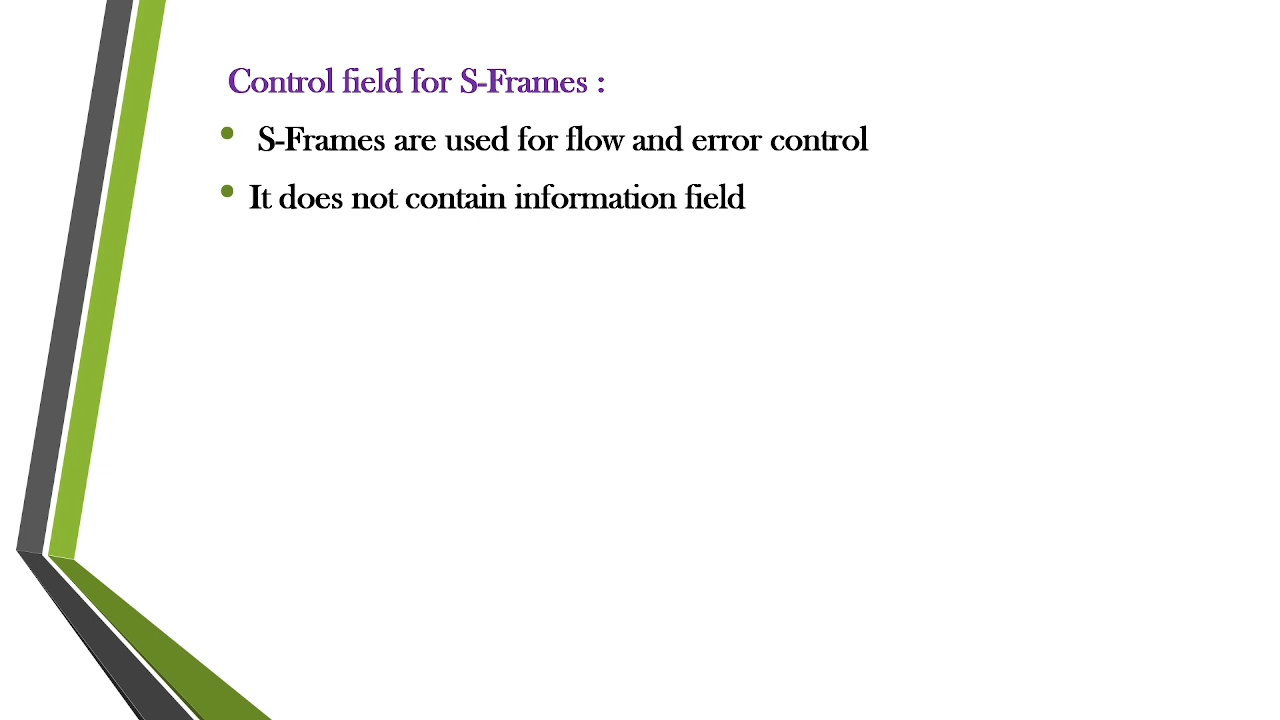 Control field for S-Frames :
• S-Frames are used for flow and error control
• It does not contain information field